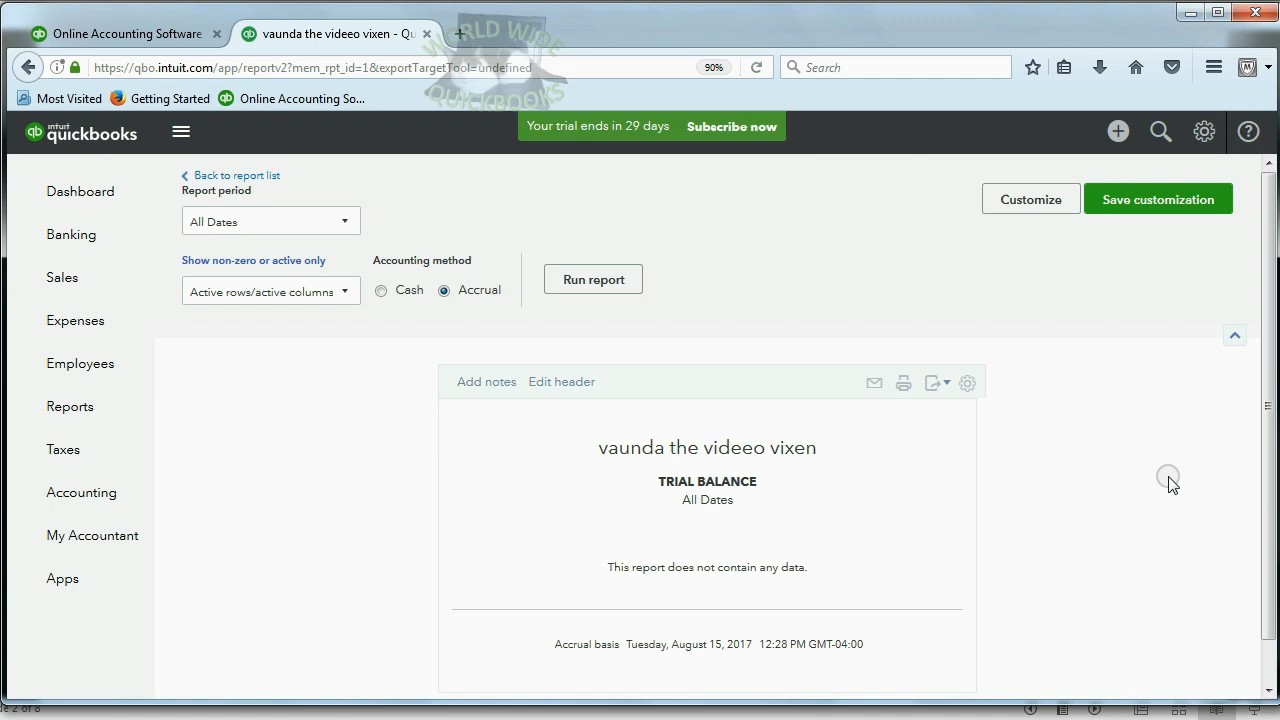 Online Accounting Software
vaunda the videeo vixen - Qu
WORLD WIDE
QUICKBOOKS
https://qbo.intuit.com/app/reportv2?mem_rpt_id=1&exportTargetTool=undefined
90%
Search
Most Visited
Getting Started
Online Accounting So...
intuit
quickbooks
Your trial ends in 29 days Subscribe now
Dashboard
Banking
Sales
Expenses
Employees
Reports
Taxes
Accounting
My Accountant
Apps
Back to report list
Report period
All Dates
Customize
Save customization
Show non-zero or active only
Accounting method
Active rows/active columns
Cash
Accrual
Run report
Add notes Edit header
vaunda the videeo vixen
TRIAL BALANCE
All Dates
This report does not contain any data.
Accrual basis Tuesday, August 15, 2017 12:28 PM GMT-04:00